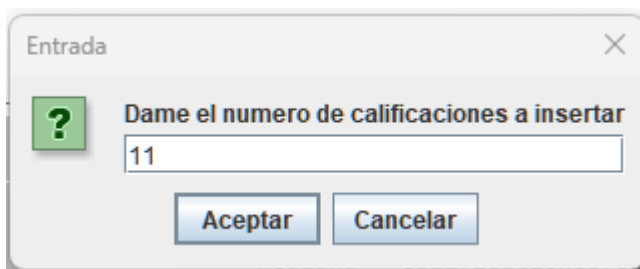 Entrada
?
Dame el numero de calificaciones a insertar
11
Aceptar Cancelar